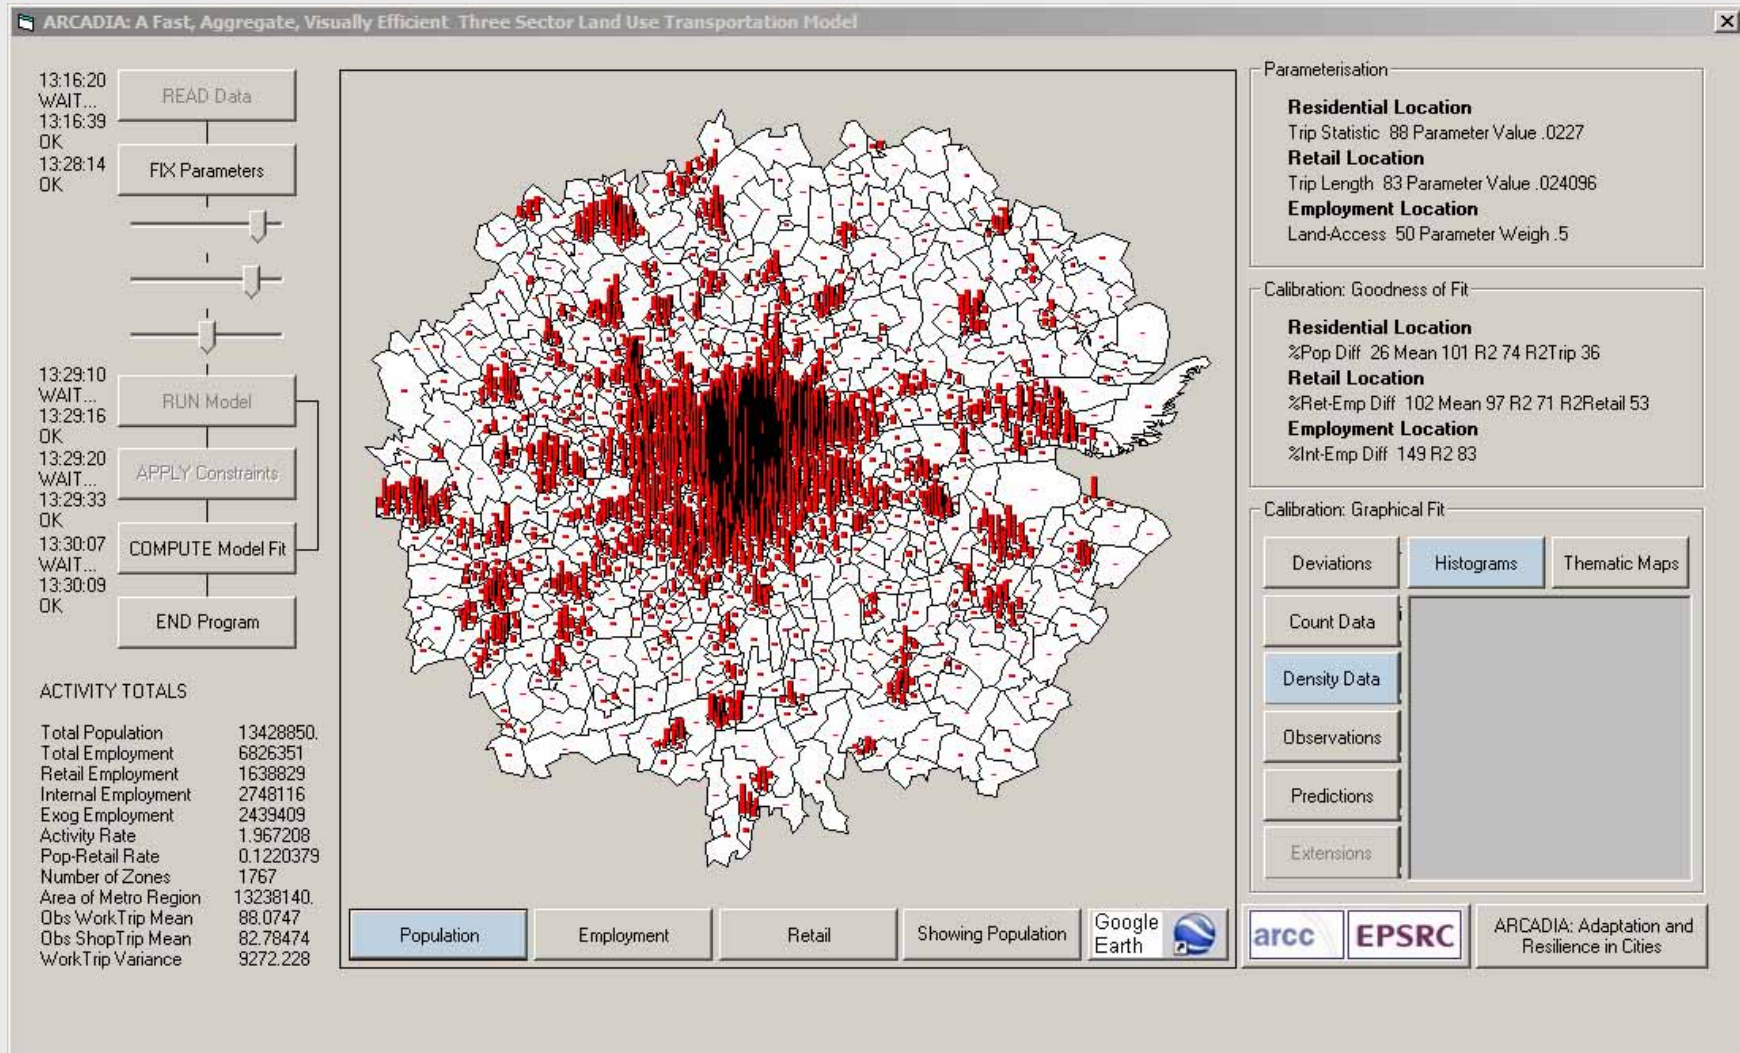 ARCADIA: A Fast, Aggregate, Visually Efficient Three Sector Land Use Transportation Model
13:16:20
WAIT...
13:16:39
OK
13:28:14
OK
READ Data
FIX Parameters
13:29:10
WAIT...
13:29:16
OK
13:29:20
WAIT...
13:29:33
OK
13:30:07
WAIT...
13:30:09
OK
RUN Model
APPLY Constraints
COMPUTE Model Fit
END Program
ACTIVITY TOTALS
Total Population 13428850.
Total Employment 6826351
Retail Employment 1638829
Internal Employment 2748116
Exog Employment 2439409
Activity Rate 1.967208
Pop-Retail Rate 0.1220379
Number of Zones 1767
Area of Metro Region 13238140.
Obs WorkTrip Mean 88.0747
Obs ShopTrip Mean 82.78474
WorkTrip Variance 9272.228
Population
Employment
Retail
Showing Population
Google
Earth
Parameterisation
Residential Location
Trip Statistic 88 Parameter Value .0227
Retail Location
Trip Length 83 Parameter Value .024096
Employment Location
Land-Access 50 Parameter Weigh .5
Calibration: Goodness of Fit
Residential Location
%Pop Diff 26 Mean 101 R2 74 R2Trip 36
Retail Location
%Ret-Emp Diff 102 Mean 97 R2 71 R2Retail 53
Employment Location
%Int-Emp Diff 149 R2 83
Calibration: Graphical Fit
Deviations
Histograms
Thematic Maps
Count Data
Density Data
Observations
Predictions
Extensions
arcc
EPSRC
ARCADIA: Adaptation and
Resilience in Cities